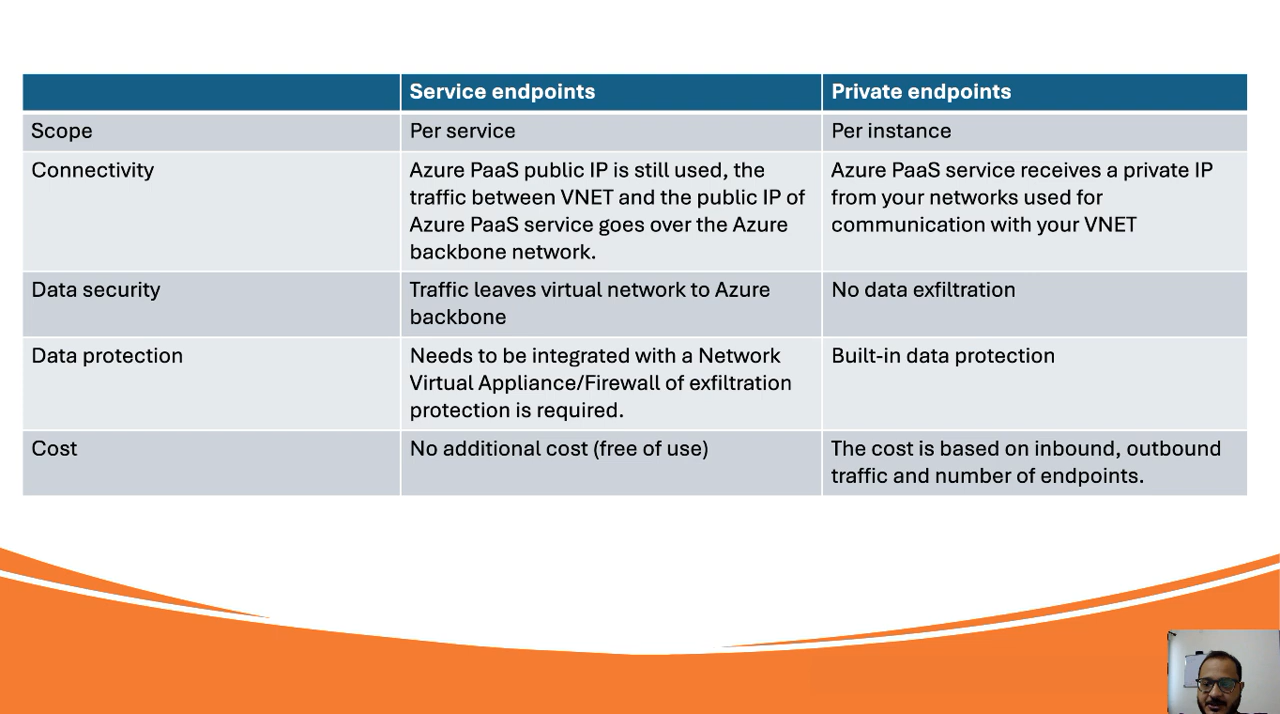 Service endpoints
Private endpoints
Scope
Per service
Per instance
Connectivity
Azure PaaS public IP is still used, the
traffic between VNET and the public IP of
Azure PaaS service goes over the Azure
backbone network.
Azure PaaS service receives a private IP
from your networks used for
communication with your VNET
Data security
Traffic leaves virtual network to Azure
backbone
No data exfiltration
Data protection
Needs to be integrated with a Network
Virtual Appliance/Firewall of exfiltration
protection is required.
Built-in data protection
Cost
No additional cost (free of use)
The cost is based on inbound, outbound
traffic and number of endpoints.